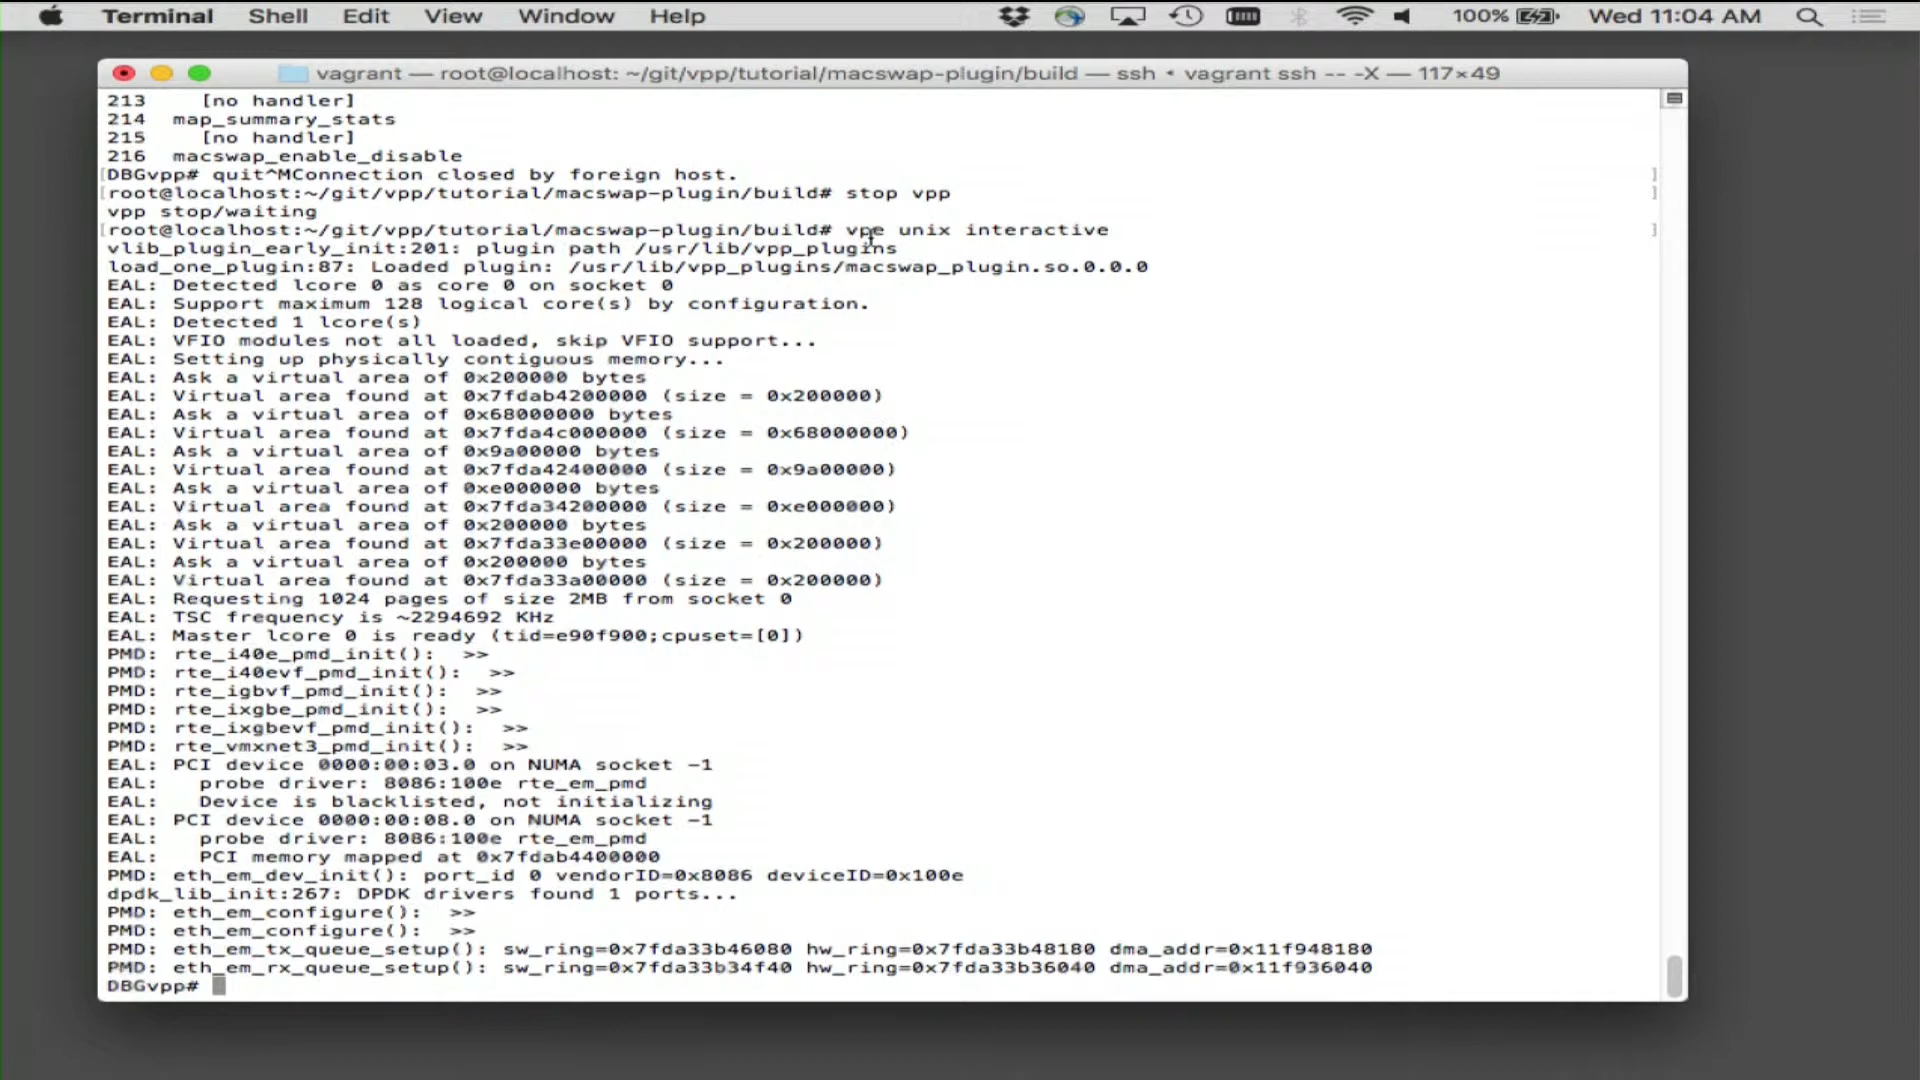 Terminal Shell Edit View Window Help 100% Wed 11:04 AM
vagrant — root@localhost: ~/git/vpp/tutorial/macswap-plugin/build — ssh • vagrant ssh -- -X — 117×49
213 [no handler]
214 map_summary_stats
215 [no handler]
216 macswap_enable_disable
[DBGvpp# quit^MConnection closed by foreign host. ]
[root@localhost:~/git/vpp/tutorial/macswap-plugin/build# stop vpp ]
vpp stop/waiting
[root@localhost:~/git/vpp/tutorial/macswap-plugin/build# vpe unix interactive ]
vlib_plugin_early_init:201: plugin path /usr/lib/vpp_plugins
load_one_plugin:87: Loaded plugin: /usr/lib/vpp_plugins/macswap_plugin.so.0.0.0
EAL: Detected lcore 0 as core 0 on socket 0
EAL: Support maximum 128 logical core(s) by configuration.
EAL: Detected 1 lcore(s)
EAL: VFIO modules not all loaded, skip VFIO support...
EAL: Setting up physically contiguous memory...
EAL: Ask a virtual area of 0x200000 bytes
EAL: Virtual area found at 0x7fdab4200000 (size = 0x200000)
EAL: Ask a virtual area of 0x68000000 bytes
EAL: Virtual area found at 0x7fda4c000000 (size = 0x68000000)
EAL: Ask a virtual area of 0x9a00000 bytes
EAL: Virtual area found at 0x7fda42400000 (size = 0x9a00000)
EAL: Ask a virtual area of 0xe000000 bytes
EAL: Virtual area found at 0x7fda34200000 (size = 0xe000000)
EAL: Ask a virtual area of 0x200000 bytes
EAL: Virtual area found at 0x7fda33e00000 (size = 0x200000)
EAL: Ask a virtual area of 0x200000 bytes
EAL: Virtual area found at 0x7fda33a00000 (size = 0x200000)
EAL: Requesting 1024 pages of size 2MB from socket 0
EAL: TSC frequency is ~2294692 KHz
EAL: Master lcore 0 is ready (tid=e90f900;cpuset=[0])
PMD: rte_i40e_pmd_init(): >>
PMD: rte_i40evf_pmd_init(): >>
PMD: rte_igbvf_pmd_init(): >>
PMD: rte_ixgbe_pmd_init(): >>
PMD: rte_ixgbevf_pmd_init(): >>
PMD: rte_vmxnet3_pmd_init(): >>
EAL: PCI device 0000:00:03.0 on NUMA socket -1
EAL: probe driver: 8086:100e rte_em_pmd
EAL: Device is blacklisted, not initializing
EAL: PCI device 0000:00:08.0 on NUMA socket -1
EAL: probe driver: 8086:100e rte_em_pmd
EAL: PCI memory mapped at 0x7fdab4400000
PMD: eth_em_dev_init(): port_id 0 vendorID=0x8086 deviceID=0x100e
dpdk_lib_init:267: DPDK drivers found 1 ports...
PMD: eth_em_configure(): >>
PMD: eth_em_configure(): >>
PMD: eth_em_tx_queue_setup(): sw_ring=0x7fda33b46080 hw_ring=0x7fda33b48180 dma_addr=0x11f948180
PMD: eth_em_rx_queue_setup(): sw_ring=0x7fda33b34f40 hw_ring=0x7fda33b36040 dma_addr=0x11f936040
DBGvpp#